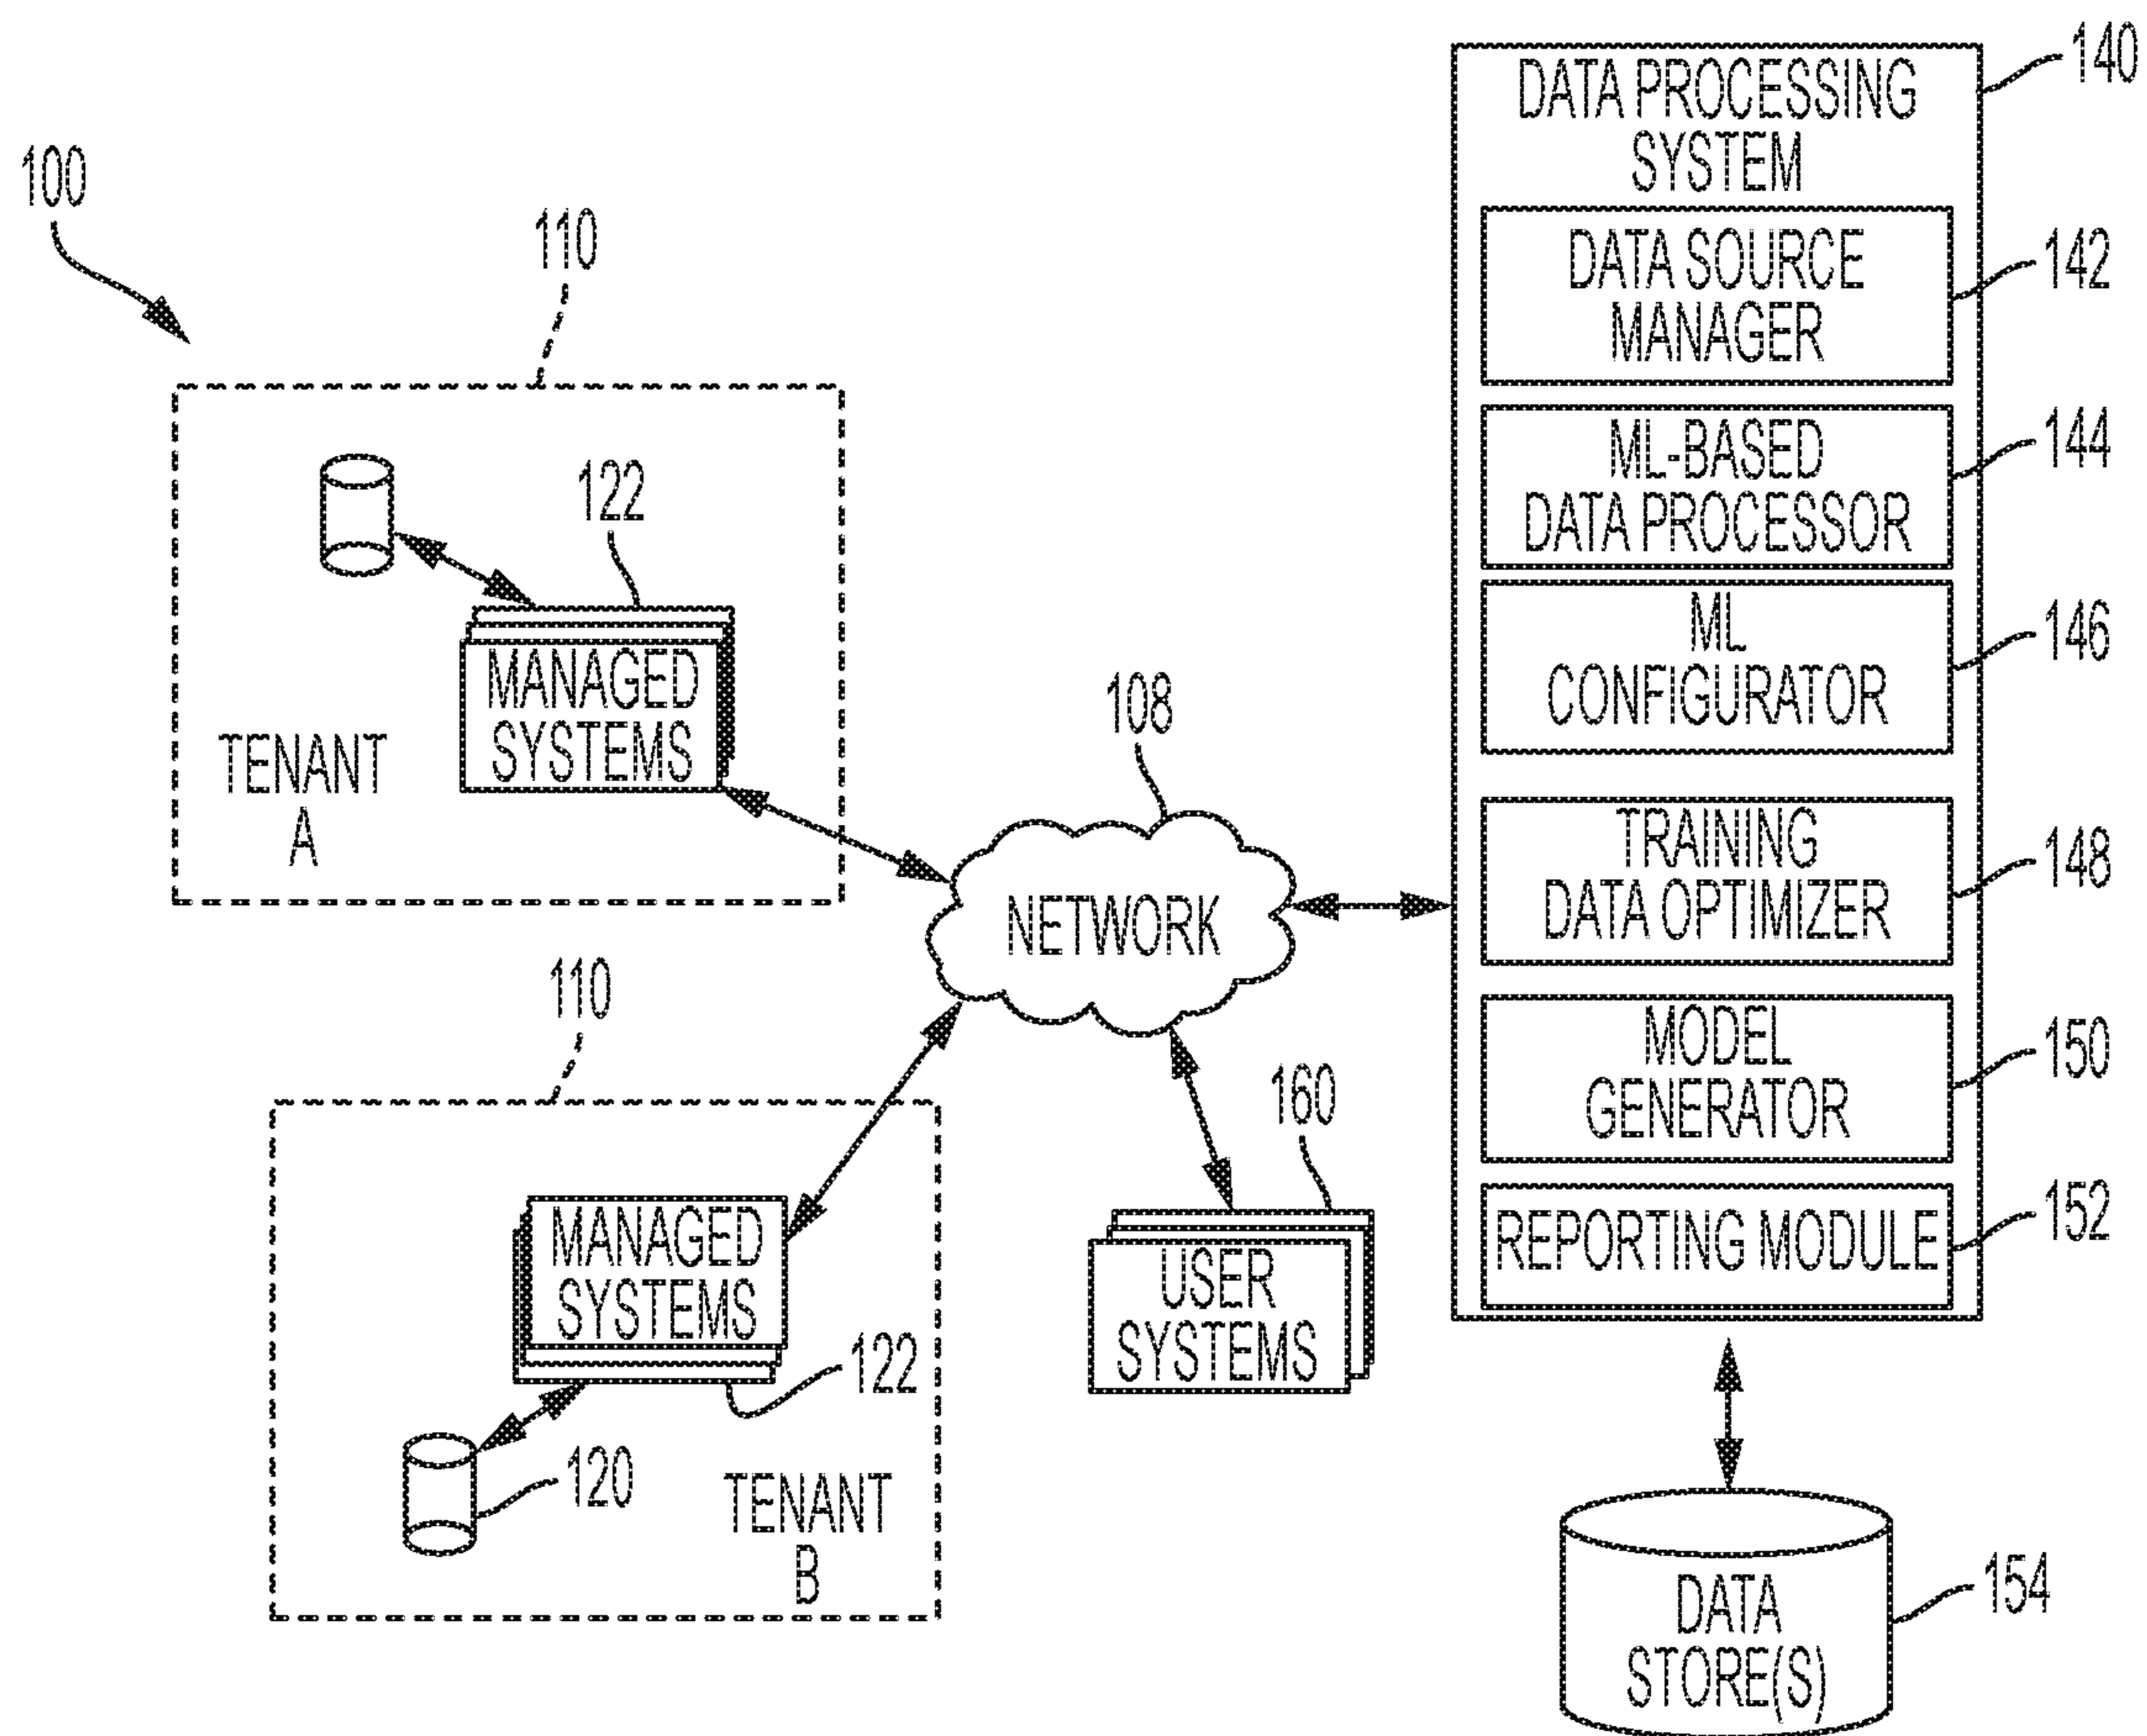 100
110
122
MANAGED
SYSTEMS
TENANT
A
108
NETWORK
110
MANAGED
SYSTEMS
122
120
TENANT
B
160
USER
SYSTEMS
140
DATA PROCESSING
SYSTEM
DATA SOURCE
MANAGER
142
ML-BASED
DATA PROCESSOR
144
ML
CONFIGURATOR
146
TRAINING
DATA OPTIMIZER
148
MODEL
GENERATOR
150
REPORTING MODULE
152
DATA
STORE(S)
154